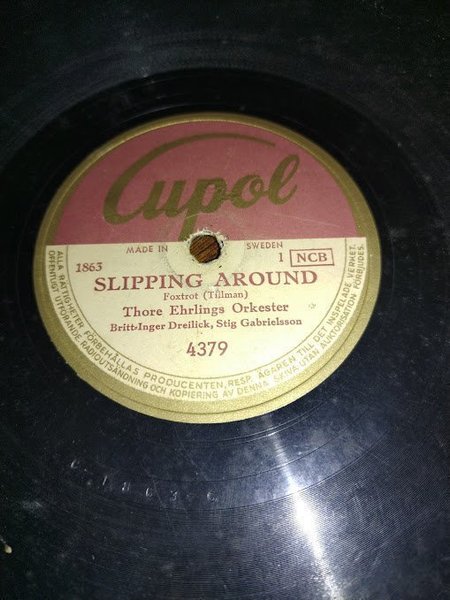 Cupol
MADE IN SWEDEN
1863 1 NCB
SLIPPING AROUND
Foxtrot (Tillman)
Thore Ehrlings Orkester
Britt-Inger Dreilick, Stig Gabrielsson
4379
ALLA RÄTTIGHETER FÖRBEHÅLLAS PRODUCENTEN, RESP. ÄGAREN TILL DET INSPELADE VERKET.
OFFENTLIGT UTFÖRANDE, RADIOUTSÄNDNING OCH KOPIERING AV DENNA SKIVA UTAN AUKTORISATION FÖRBJUDES.